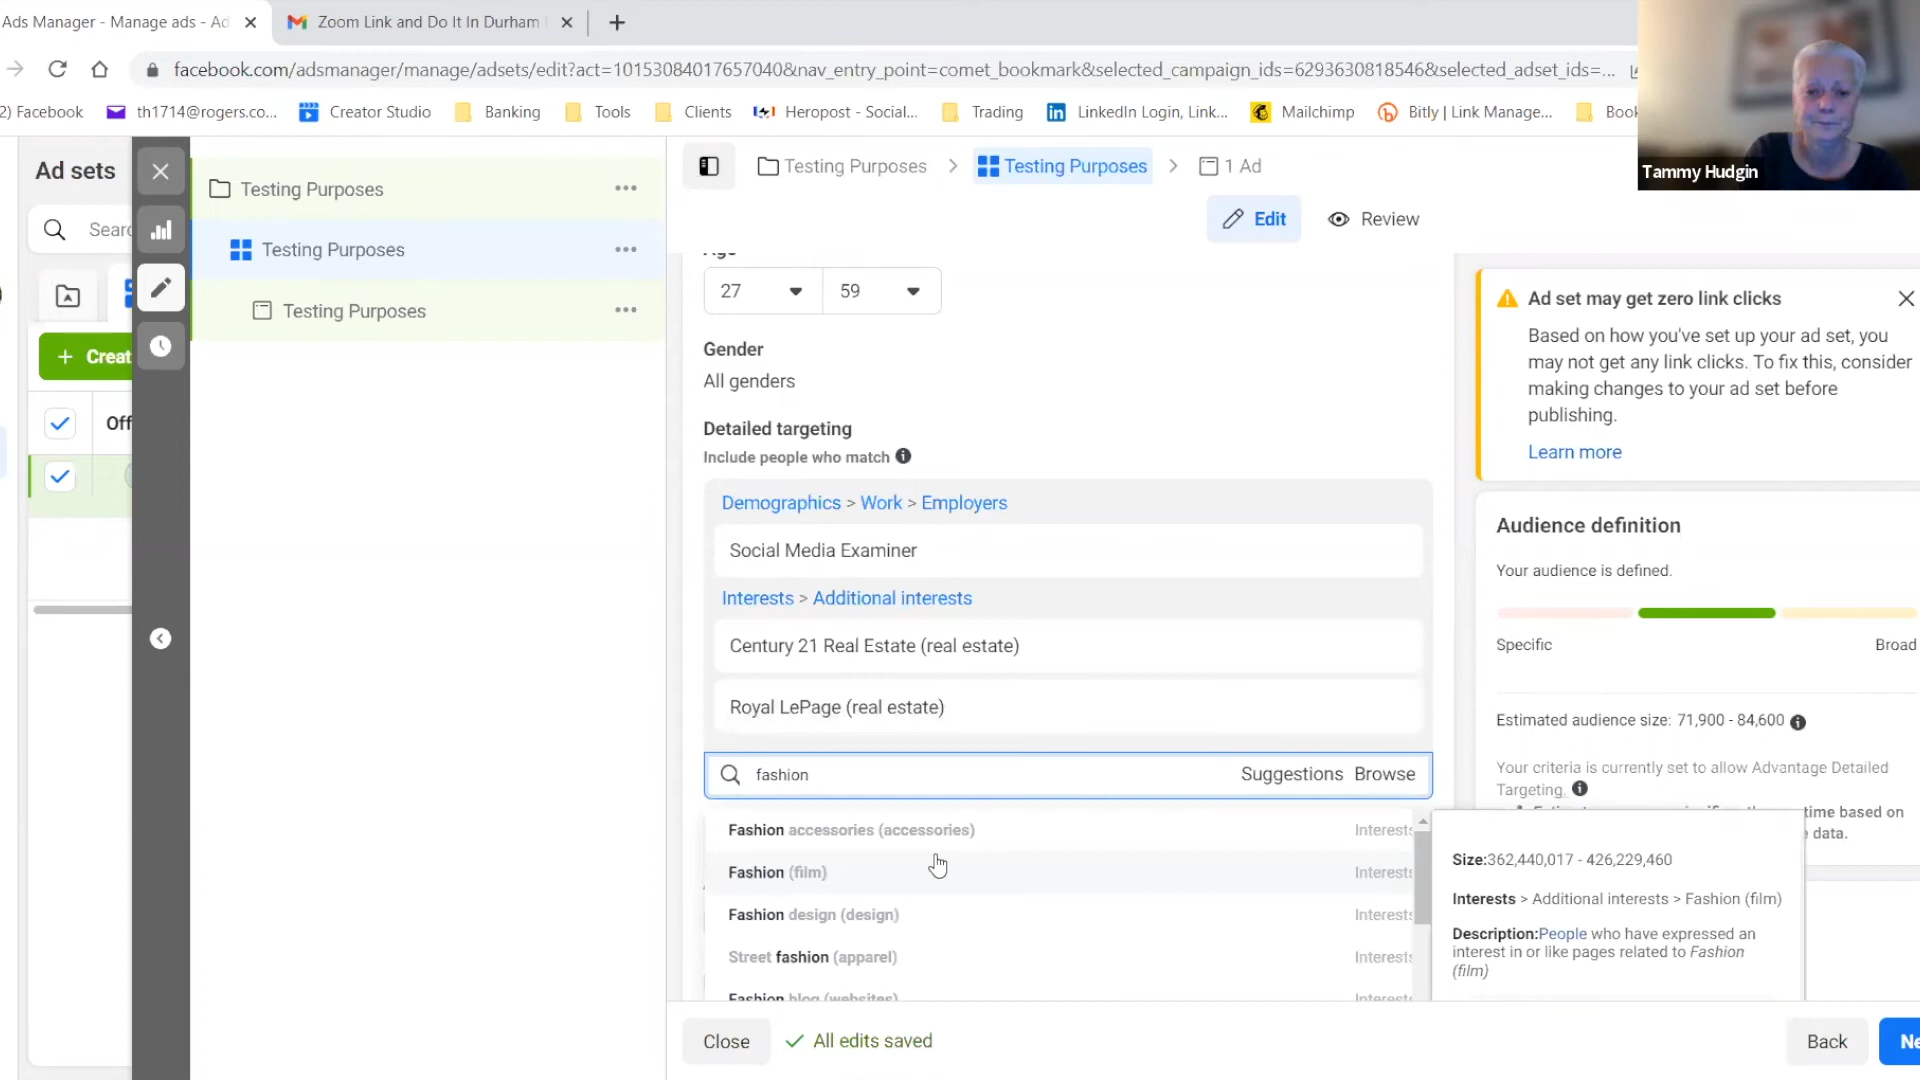 Ads Manager - Manage ads - Ad
Zoom Link and Do It In Durham
facebook.com/adsmanager/manage/adsets/edit?act=10153084017657040&nav_entry_point=comet_bookmark&selected_campaign_ids=6293630818546&selected_adset_ids=...
2) Facebook
th1714@rogers.co...
Creator Studio
Banking
Tools
Clients
Heropost - Social...
Trading
LinkedIn Login, Link...
Mailchimp
Bitly | Link Manage...
Book
Tammy Hudgin
Ad sets
Searc
Creat
Off
Testing Purposes
Testing Purposes
Testing Purposes
Testing Purposes > Testing Purposes > 1 Ad
Edit
Review
Age
27
59
Gender
All genders
Detailed targeting
Include people who match
Demographics > Work > Employers
Social Media Examiner
Interests > Additional interests
Century 21 Real Estate (real estate)
Royal LePage (real estate)
fashion
Suggestions
Browse
Fashion accessories (accessories)
Interests
Fashion (film)
Interests
Fashion design (design)
Interests
Street fashion (apparel)
Interests
Fashion blog (websites)
Interests
Close
All edits saved
Ad set may get zero link clicks
Based on how you've set up your ad set, you
may not get any link clicks. To fix this, consider
making changes to your ad set before
publishing.
Learn more
Audience definition
Your audience is defined.
Specific
Broad
Estimated audience size: 71,900 - 84,600
Your criteria is currently set to allow Advantage Detailed
Targeting.
time based on
data.
Size:362,440,017 - 426,229,460
Interests > Additional interests > Fashion (film)
Description:People who have expressed an
interest in or like pages related to Fashion
(film)
Back
Ne